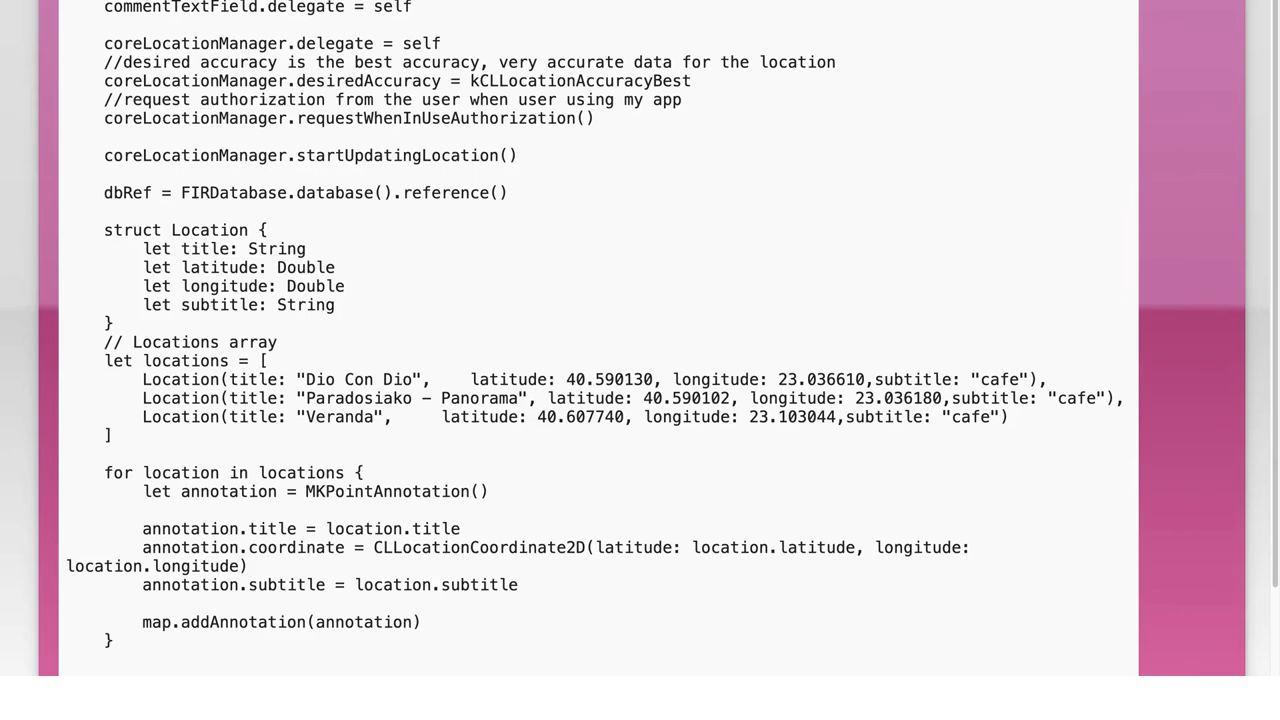 commentTextField.delegate = self
coreLocationManager.delegate = self
//desired accuracy is the best accuracy, very accurate data for the location
coreLocationManager.desiredAccuracy = kCLLocationAccuracyBest
//request authorization from the user when user using my app
coreLocationManager.requestWhenInUseAuthorization()
coreLocationManager.startUpdatingLocation()
dbRef = FIRDatabase.database().reference()
struct Location {
let title: String
let latitude: Double
let longitude: Double
let subtitle: String
}
// Locations array
let locations = [
Location(title: "Dio Con Dio",    latitude: 40.590130, longitude: 23.036610,subtitle: "cafe"),
Location(title: "Paradosiako – Panorama", latitude: 40.590102, longitude: 23.036180,subtitle: "cafe"),
Location(title: "Veranda",     latitude: 40.607740, longitude: 23.103044,subtitle: "cafe")
]
for location in locations {
let annotation = MKPointAnnotation()
annotation.title = location.title
annotation.coordinate = CLLocationCoordinate2D(latitude: location.latitude, longitude:
location.longitude)
annotation.subtitle = location.subtitle
map.addAnnotation(annotation)
}